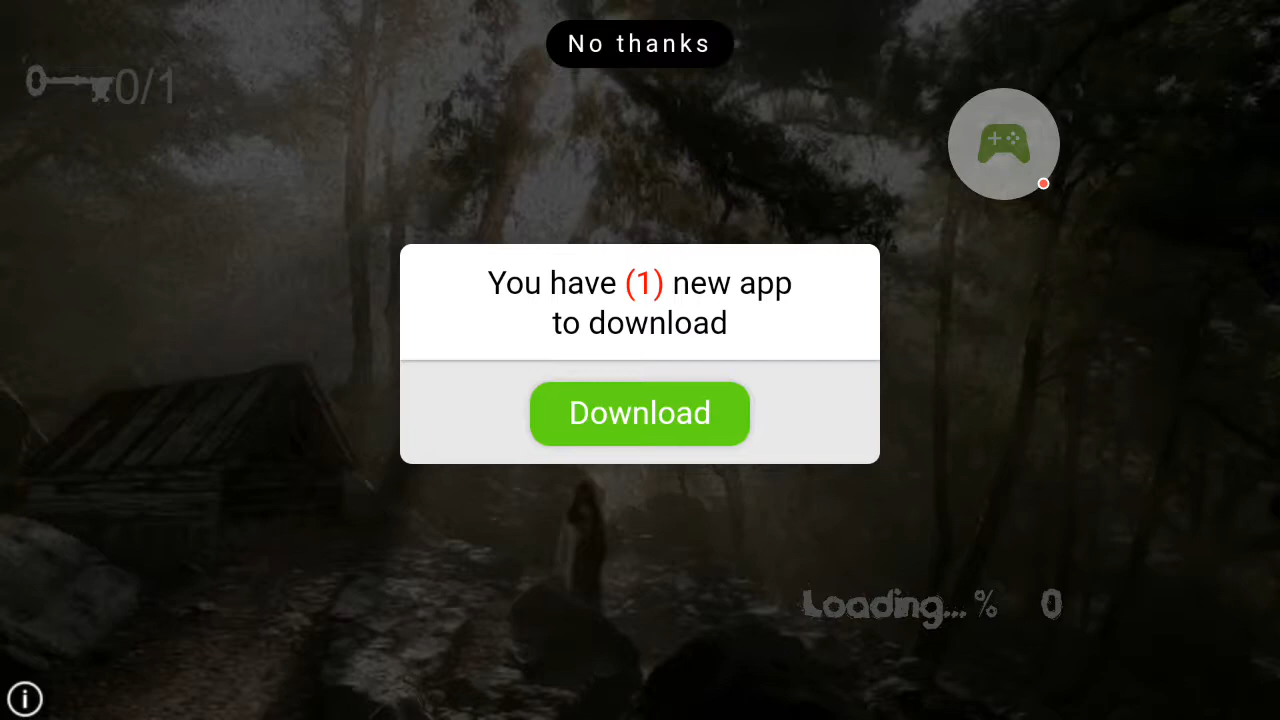 No thanks
0/1
You have (1) new app
to download
Download
Loading... % 0